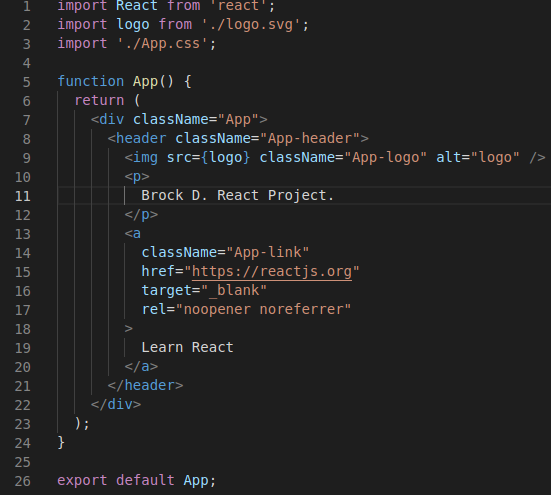 1 import React from 'react';
2 import logo from './logo.svg';
3 import './App.css';
4
5 function App() {
6   return (
7     <div className="App">
8       <header className="App-header">
9         <img src={logo} className="App-logo" alt="logo" />
10         <p>
11           Brock D. React Project.
12         </p>
13         <a
14           className="App-link"
15           href="https://reactjs.org"
16           target="_blank"
17           rel="noopener noreferrer"
18         >
19           Learn React
20         </a>
21       </header>
22     </div>
23   );
24 }
25
26 export default App;